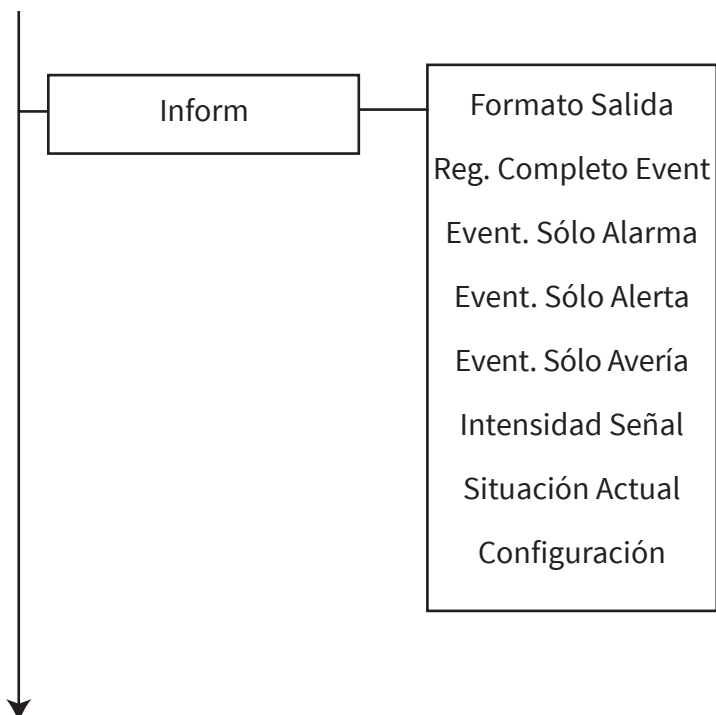 Inform
Formato Salida
Reg. Completo Event
Event. Sólo Alarma
Event. Sólo Alerta
Event. Sólo Avería
Intensidad Señal
Situación Actual
Configuración